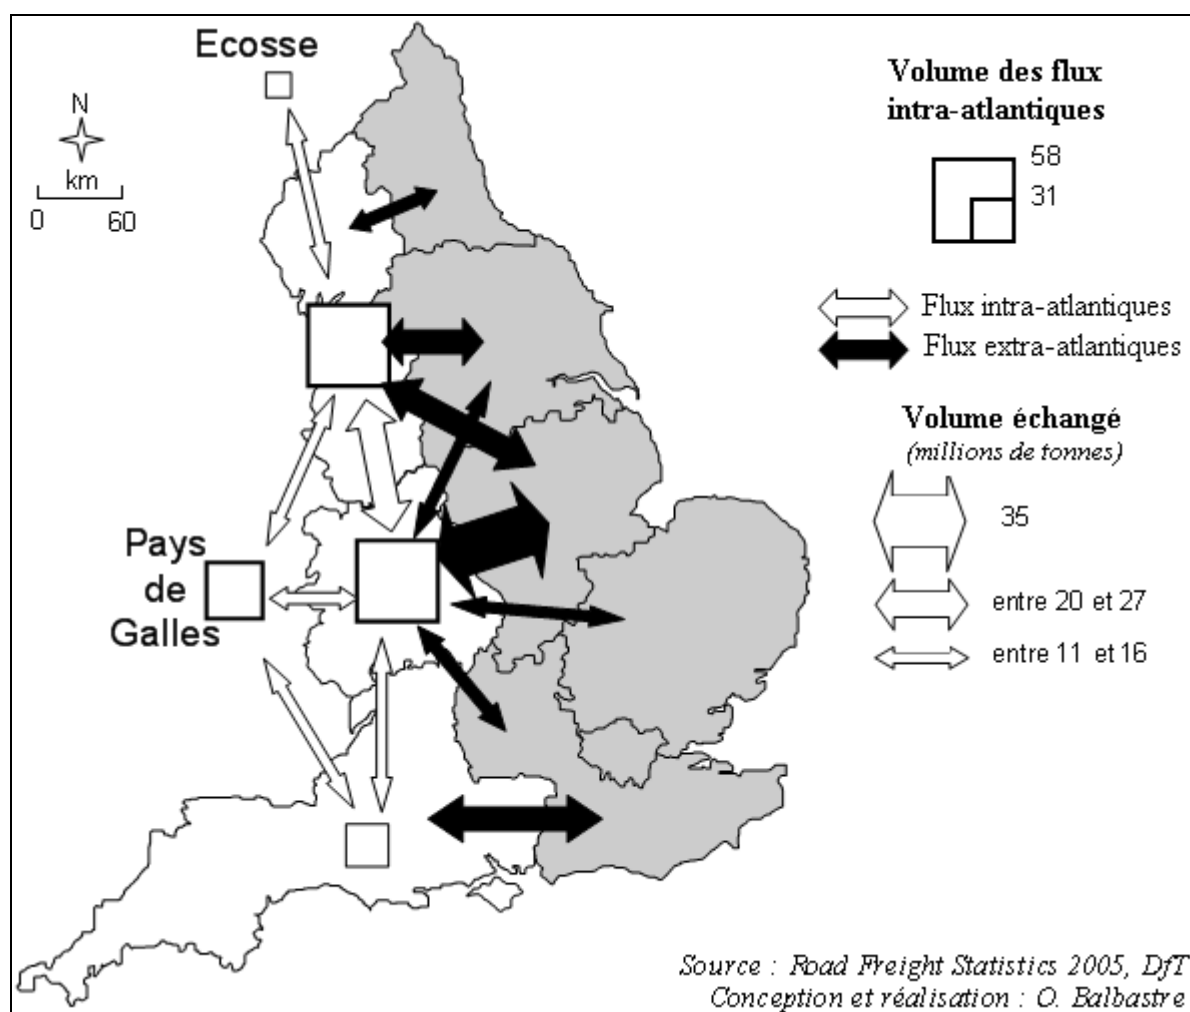 Ecosse
N
km
0 60
Pays
de
Galles
Volume des flux
intra-atlantiques
58
31
Flux intra-atlantiques
Flux extra-atlantiques
Volume échangé
(millions de tonnes)
35
entre 20 et 27
entre 11 et 16
Source : Road Freight Statistics 2005, DfT
Conception et réalisation : O. Balbastre